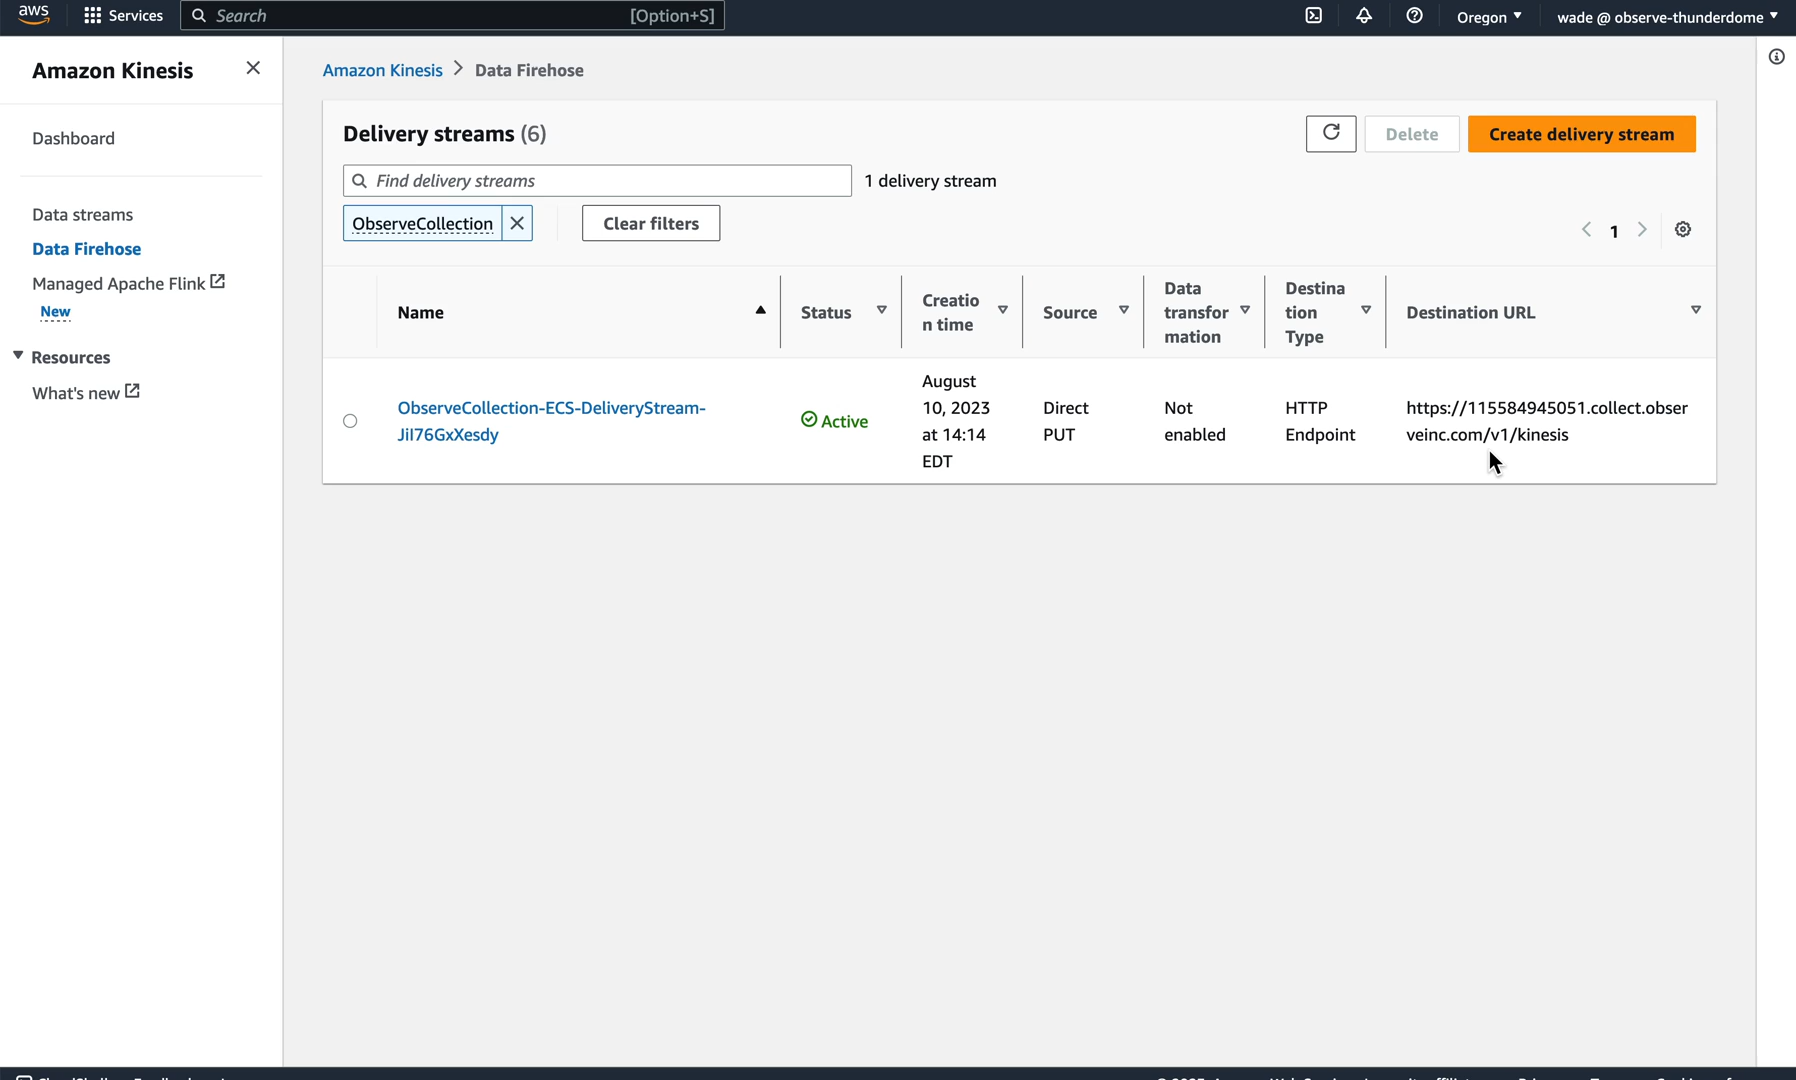 aws
Services
Search
[Option+S]
Oregon
wade @ observe-thunderdome
Amazon Kinesis
Dashboard
Data streams
Data Firehose
Managed Apache Flink
New
Resources
What's new
Amazon Kinesis
Data Firehose
Delivery streams (6)
Delete
Create delivery stream
Find delivery streams
1 delivery stream
ObserveCollection
Clear filters
1
Name
Status
Creatio
n time
Source
Data
transfor
mation
Destina
tion
Type
Destination URL
ObserveCollection-ECS-DeliveryStream-
Jil76GxXesdy
Active
August
10, 2023
at 14:14
EDT
Direct
PUT
Not
enabled
HTTP
Endpoint
https://115584945051.collect.obser
veinc.com/v1/kinesis